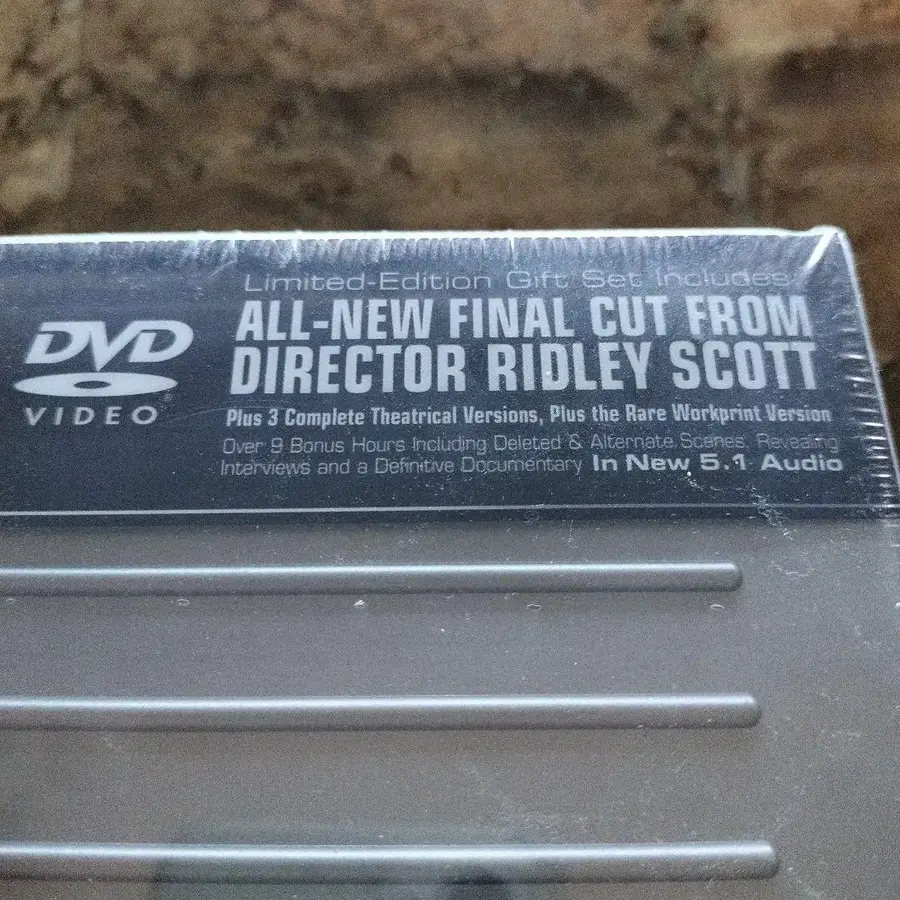 Limited-Edition Gift Set Includes
DVD
VIDEO
ALL-NEW FINAL CUT FROM
DIRECTOR RIDLEY SCOTT
Plus 3 Complete Theatrical Versions, Plus the Rare Workprint Version
Over 9 Bonus Hours Including Deleted & Alternate Scenes, Revealing
Interviews and a Definitive Documentary In New 5.1 Audio